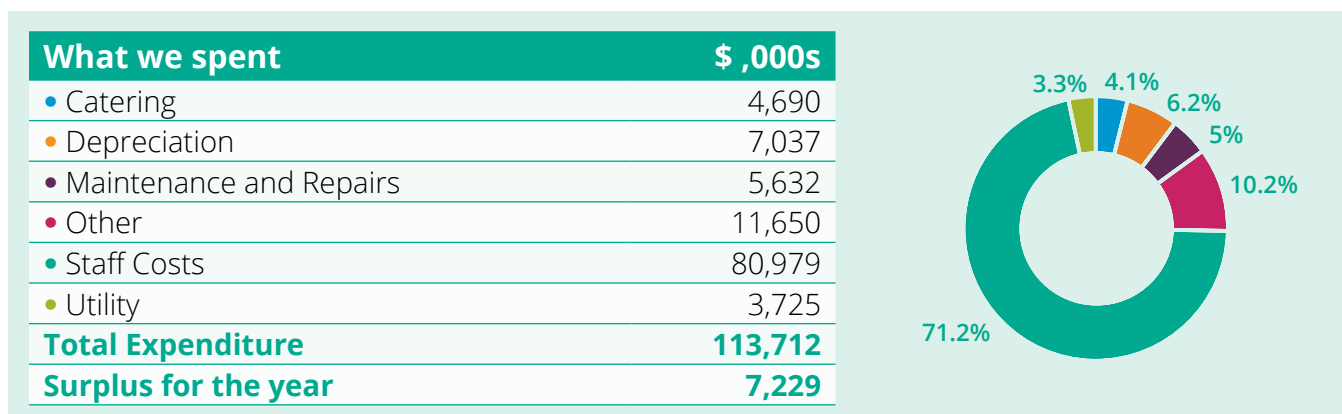 What we spent $ ,000s
• Catering 4,690
• Depreciation 7,037
• Maintenance and Repairs 5,632
• Other 11,650
• Staff Costs 80,979
• Utility 3,725
Total Expenditure 113,712
Surplus for the year 7,229
3.3% 4.1%
6.2%
5%
10.2%
71.2%